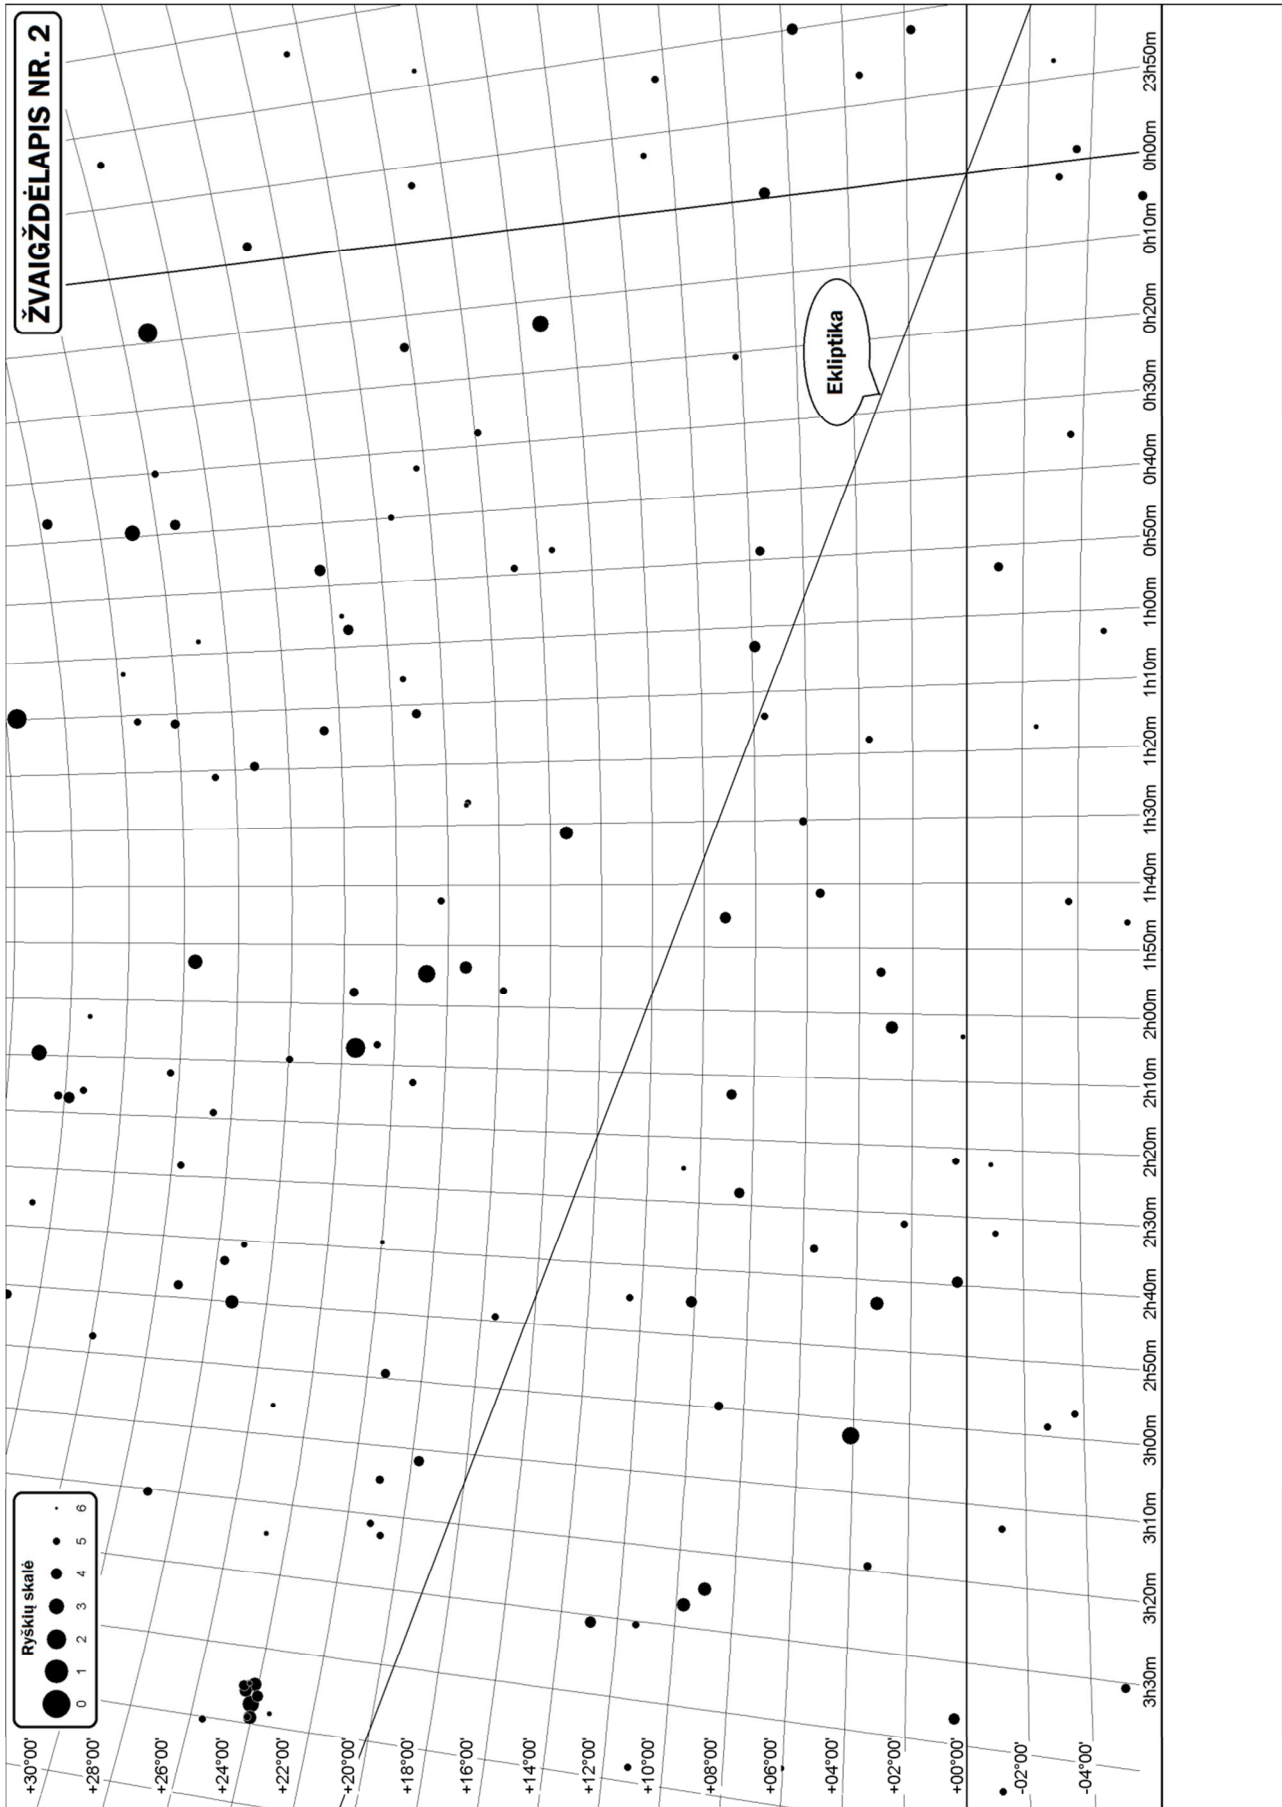 ŽVAIGŽDĖLAPIS NR. 2
Ekliptika
Ryškių skalė
0 1 2 3 4 5 6
+30°00'
+28°00'
+26°00'
+24°00'
+22°00'
+20°00'
+18°00'
+16°00'
+14°00'
+12°00'
+10°00'
+08°00'
+06°00'
+04°00'
+02°00'
+00°00'
-02°00'
-04°00'
3h30m
3h20m
3h10m
3h00m
2h50m
2h40m
2h30m
2h20m
2h10m
2h00m
1h50m
1h40m
1h30m
1h20m
1h10m
1h00m
0h50m
0h40m
0h30m
0h20m
0h10m
0h00m
23h50m